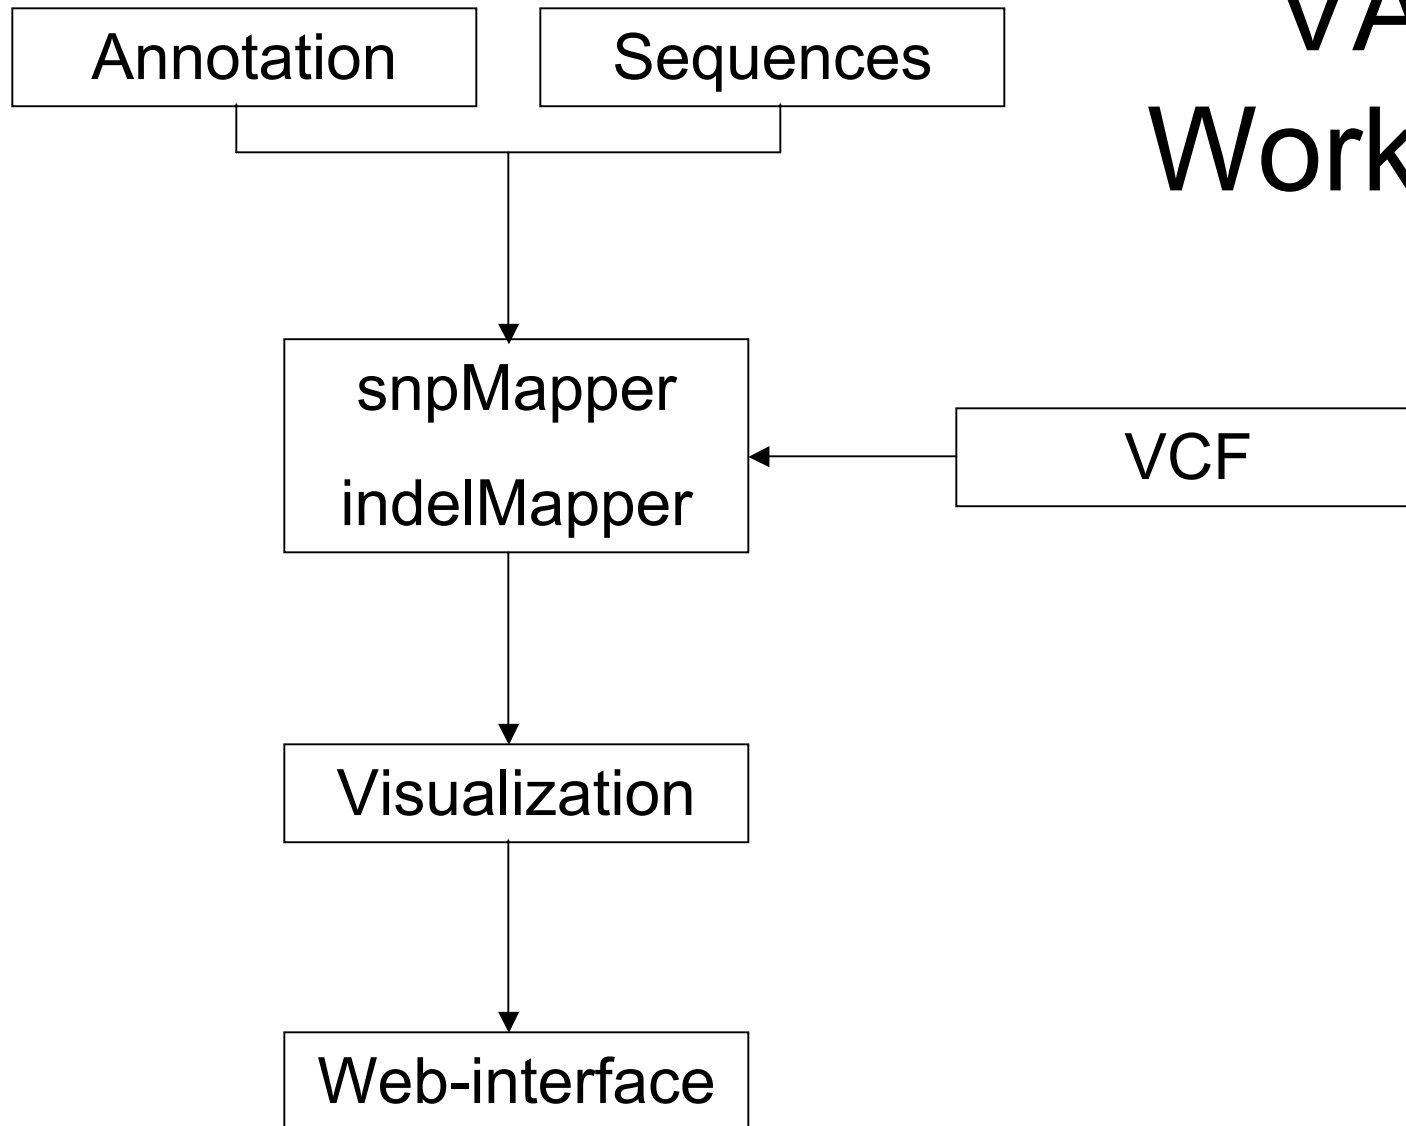 Annotation
Sequences
snpMapper
indelMapper
VCF
Visualization
Web-interface